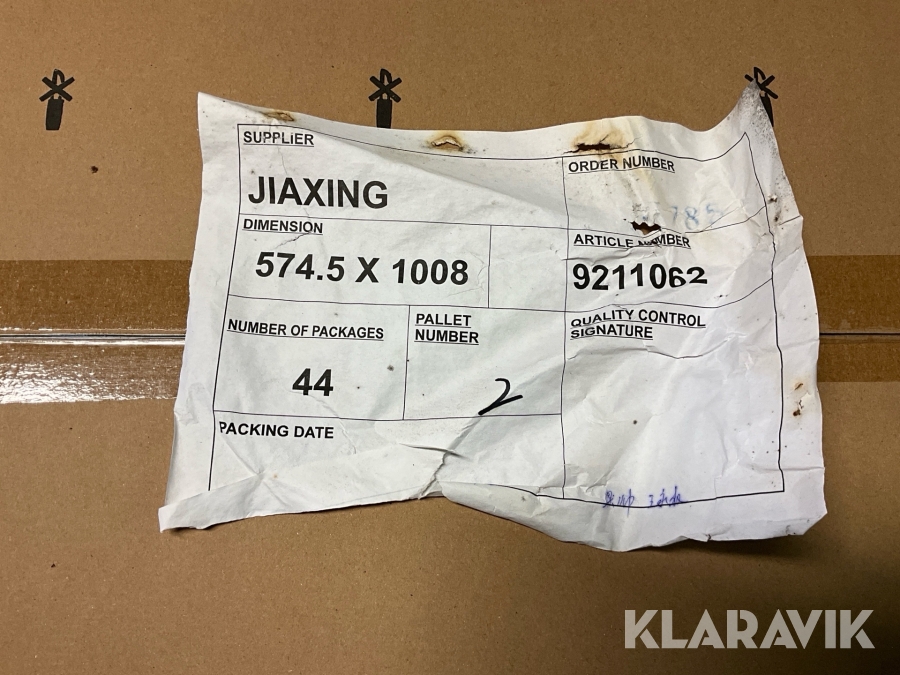 SUPPLIER
JIAXING
ORDER NUMBER
DIMENSION
574.5 X 1008
ARTICLE NUMBER
9211062
NUMBER OF PACKAGES
44
PALLET
NUMBER
2
QUALITY CONTROL
SIGNATURE
PACKING DATE
KLARAVIK